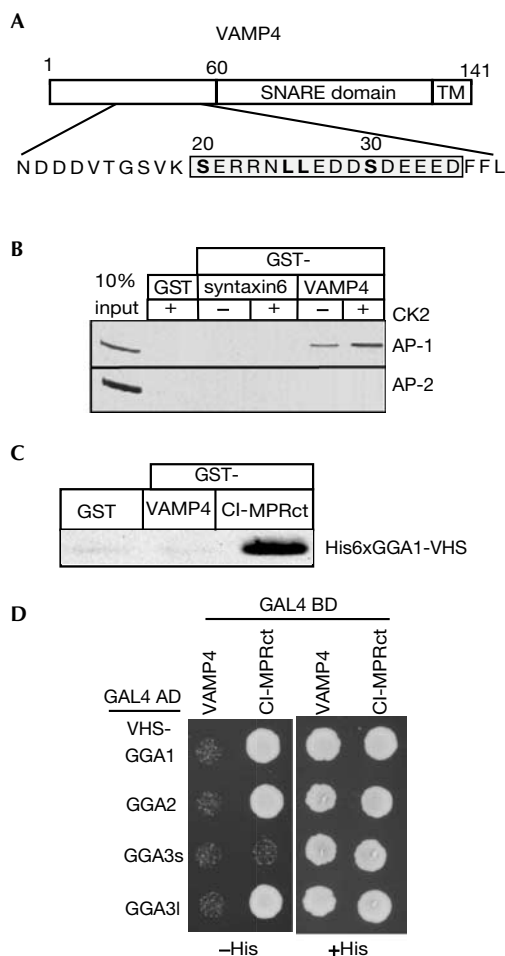 A
VAMP4
1 60 141
SNARE domain TM
20 30
NDDDVTGSVKSERRNLLEDDSDEEEDFFL
B
GST-
10% input GST syntaxin6 VAMP4
+ − + − + CK2
AP-1
AP-2
C
GST-
GST VAMP4 CI-MPRct
His6xGGA1-VHS
D
GAL4 BD
VAMP4 CI-MPRct VAMP4 CI-MPRct
GAL4 AD
VHS-
GGA1
GGA2
GGA3s
GGA3l
−His +His